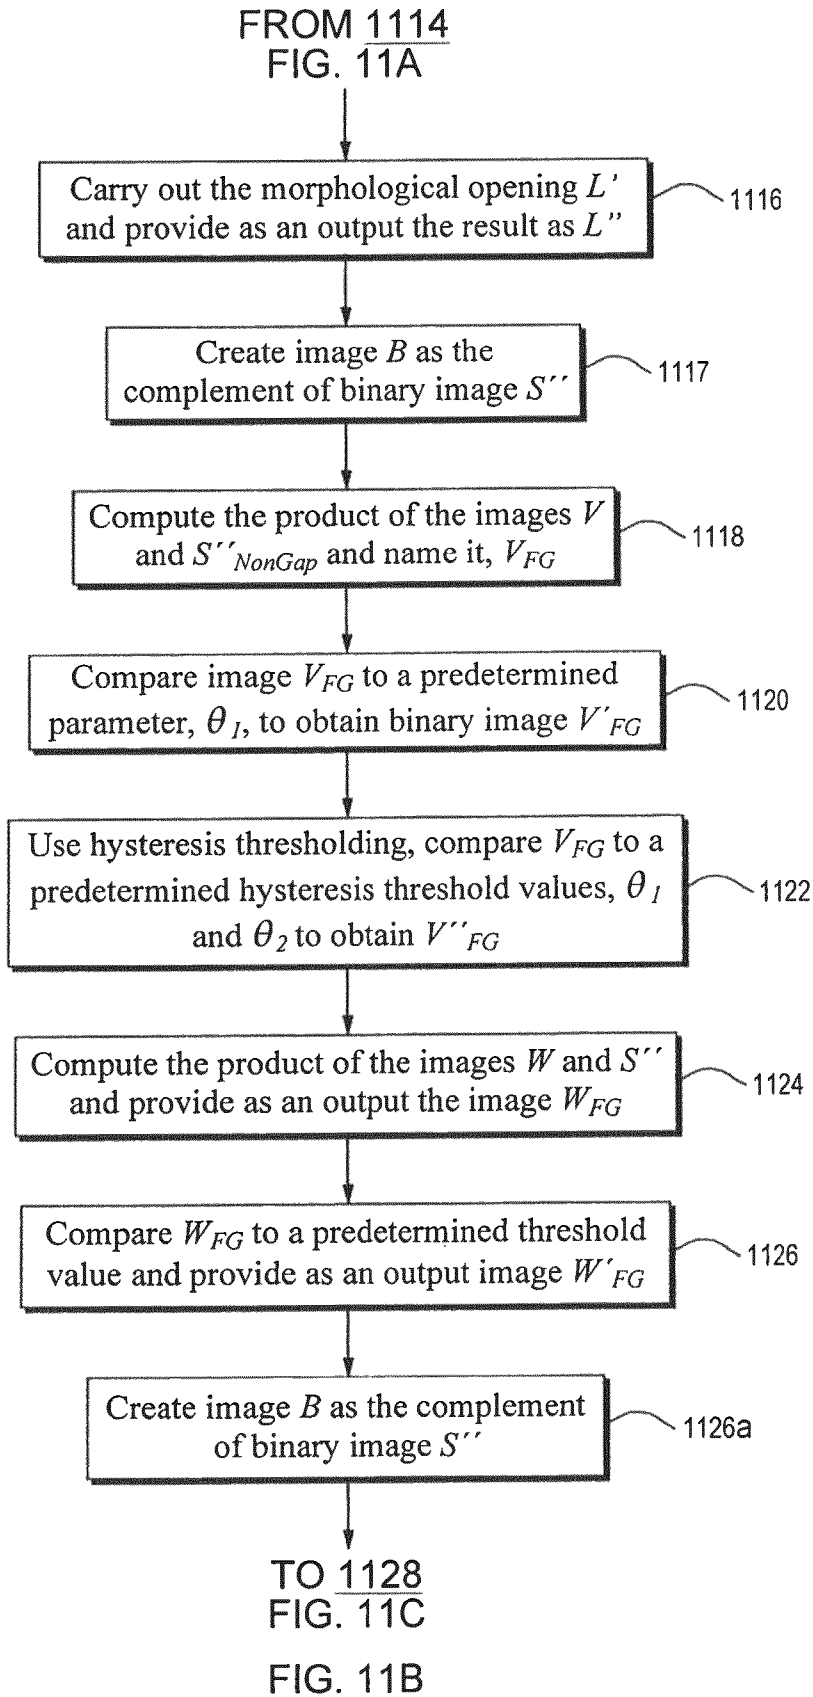 FROM 1114
FIG. 11A
Carry out the morphological opening L'
and provide as an output the result as L"
1116
Create image B as the
complement of binary image S´´
1117
Compute the product of the images V
and S´´NonGap and name it, VFG
1118
Compare image VFG to a predetermined
parameter, θ1, to obtain binary image V´FG
1120
Use hysteresis thresholding, compare VFG to a
predetermined hysteresis threshold values, θ1
and θ2 to obtain V´´FG
1122
Compute the product of the images W and S´´
and provide as an output the image WFG
1124
Compare WFG to a predetermined threshold
value and provide as an output image W´FG
1126
Create image B as the complement
of binary image S´´
1126a
TO 1128
FIG. 11C
FIG. 11B